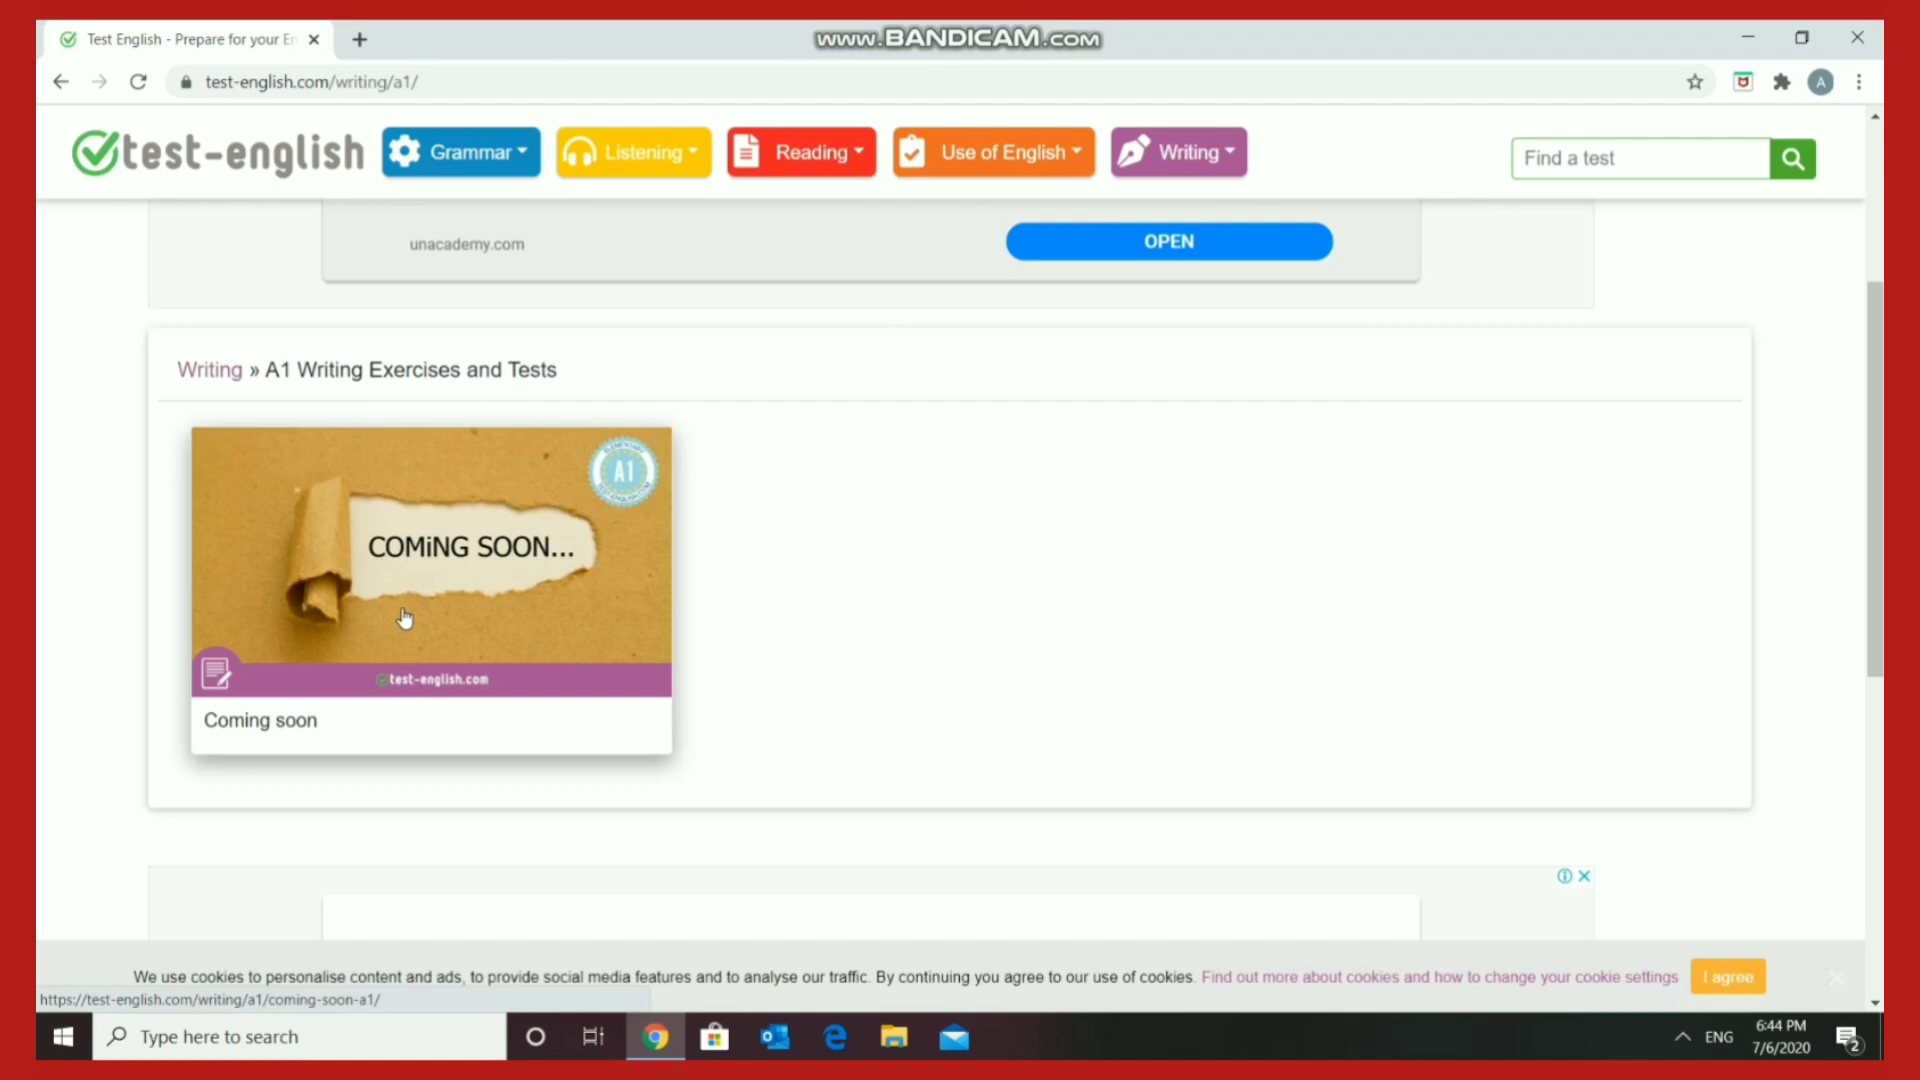 Test English - Prepare for your En
www.BANDICAM.com
test-english.com/writing/a1/
A
test-english
Grammar
Listening
Reading
Use of English
Writing
Find a test
unacademy.com
OPEN
Writing » A1 Writing Exercises and Tests
ELEMENTARY
A1
TEST-ENGLISH.COM
COMiNG SOON...
test-english.com
Coming soon
We use cookies to personalise content and ads, to provide social media features and to analyse our traffic. By continuing you agree to our use of cookies. Find out more about cookies and how to change your cookie settings
I agree
https://test-english.com/writing/a1/coming-soon-a1/
Type here to search
ENG
6:44 PM
7/6/2020
2